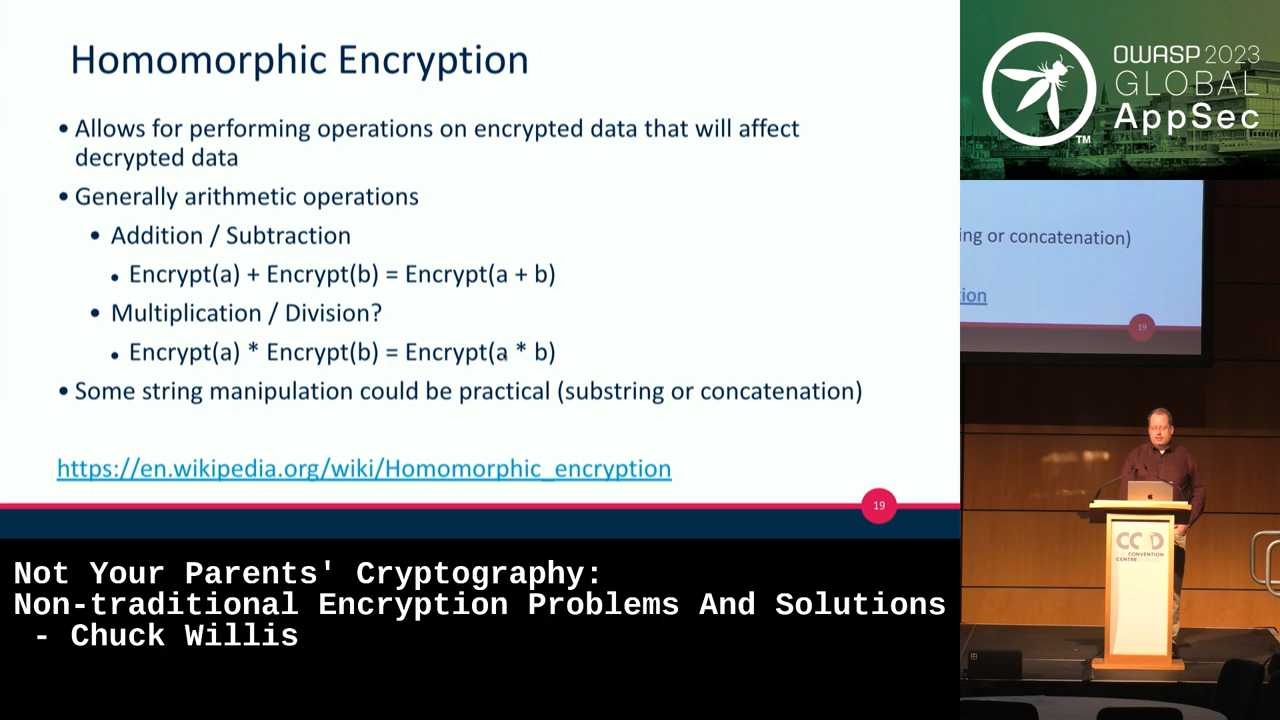 Homomorphic Encryption
• Allows for performing operations on encrypted data that will affect
decrypted data
• Generally arithmetic operations
• Addition / Subtraction
• Encrypt(a) + Encrypt(b) = Encrypt(a + b)
• Multiplication / Division?
• Encrypt(a) * Encrypt(b) = Encrypt(a * b)
• Some string manipulation could be practical (substring or concatenation)
https://en.wikipedia.org/wiki/Homomorphic_encryption
19
OWASP 2023
GLOBAL
AppSec
TM
ing or concatenation)
tion
19
CONVENTION
CENTRE
Not Your Parents' Cryptography:
Non-traditional Encryption Problems And Solutions
- Chuck Willis